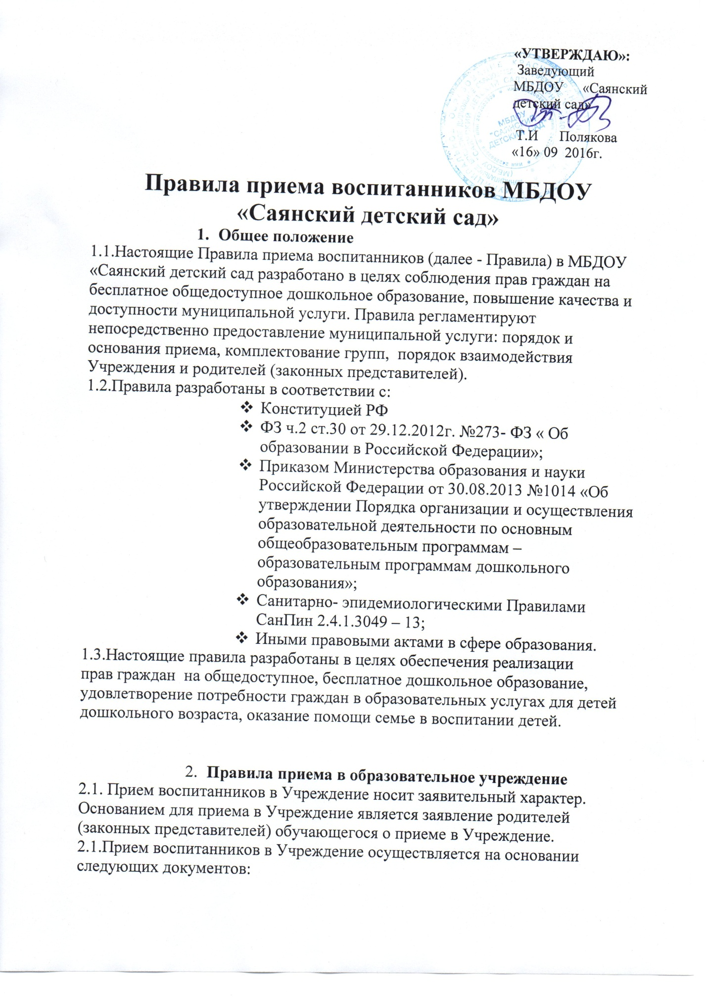 «УТВЕРЖДАЮ»:
Заведующий
МБДОУ «Саянский
детский сад»
МБДОУ
"САЯНСКИЙ
ДЕТСКИЙ САД"
Т.И Полякова
«16» 09 2016г.
Правила приема воспитанников МБДОУ
«Саянский детский сад»
1. Общее положение
1.1.Настоящие Правила приема воспитанников (далее - Правила) в МБДОУ
«Саянский детский сад разработано в целях соблюдения прав граждан на
бесплатное общедоступное дошкольное образование, повышение качества и
доступности муниципальной услуги. Правила регламентируют
непосредственно предоставление муниципальной услуги: порядок и
основания приема, комплектование групп, порядок взаимодействия
Учреждения и родителей (законных представителей).
1.2.Правила разработаны в соответствии с:
❖ Конституцией РФ
❖ ФЗ ч.2 ст.30 от 29.12.2012г. №273- ФЗ « Об
образовании в Российской Федерации»;
❖ Приказом Министерства образования и науки
Российской Федерации от 30.08.2013 №1014 «Об
утверждении Порядка организации и осуществления
образовательной деятельности по основным
общеобразовательным программам –
образовательным программам дошкольного
образования»;
❖ Санитарно- эпидемиологическими Правилами
СанПин 2.4.1.3049 – 13;
❖ Иными правовыми актами в сфере образования.
1.3.Настоящие правила разработаны в целях обеспечения реализации
прав граждан на общедоступное, бесплатное дошкольное образование,
удовлетворение потребности граждан в образовательных услугах для детей
дошкольного возраста, оказание помощи семье в воспитании детей.
2. Правила приема в образовательное учреждение
2.1. Прием воспитанников в Учреждение носит заявительный характер.
Основанием для приема в Учреждение является заявление родителей
(законных представителей) обучающегося о приеме в Учреждение.
2.1.Прием воспитанников в Учреждение осуществляется на основании
следующих документов: